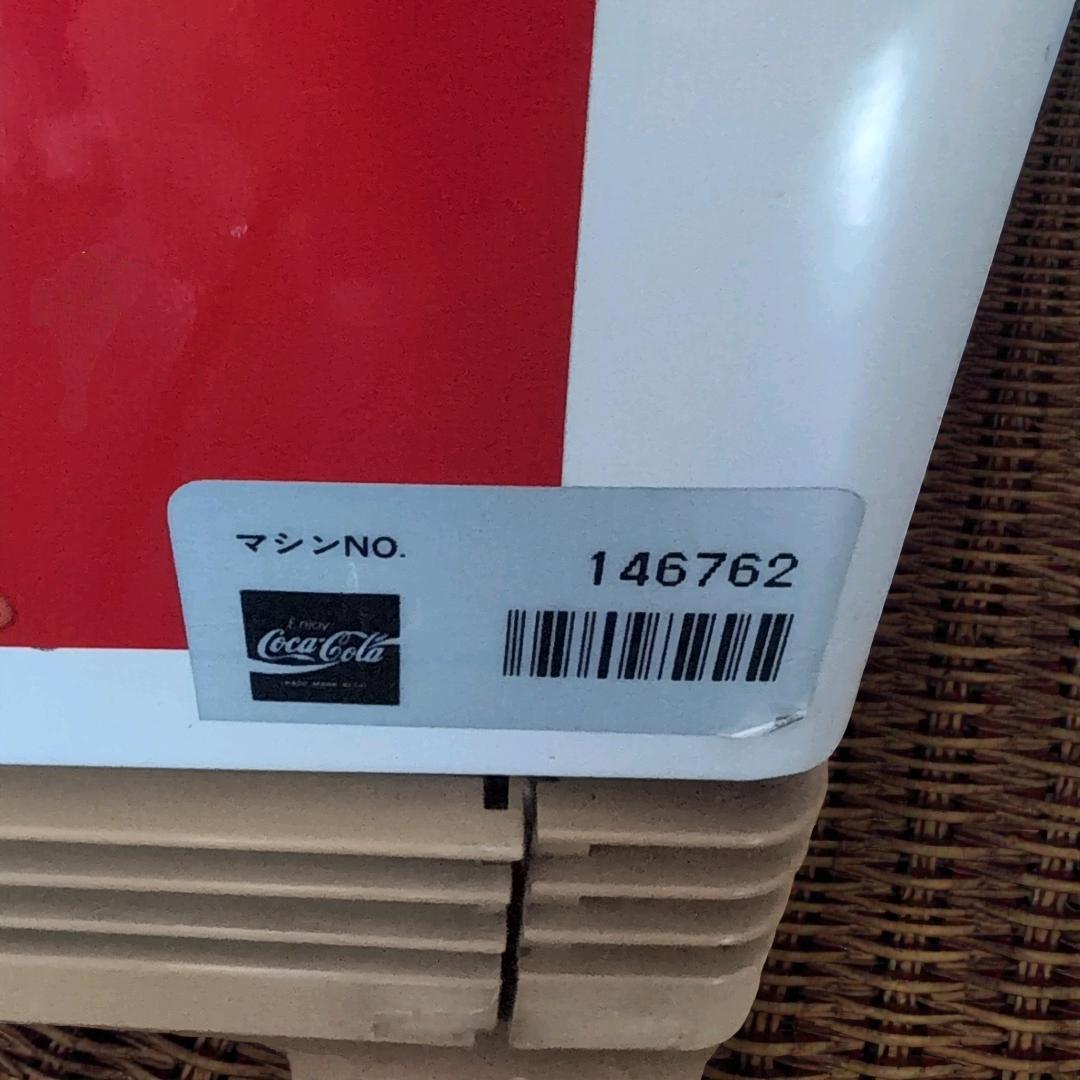 マシンNO.
146762
Enjoy
Coca-Cola